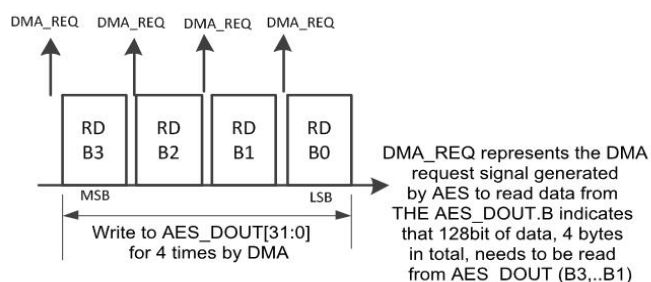 DMA_REQ DMA_REQ DMA_REQ DMA_REQ
RD RD RD RD
B3 B2 B1 B0
MSB LSB
Write to AES_DOUT[31:0]
for 4 times by DMA
DMA_REQ represents the DMA
request signal generated
by AES to read data from
THE AES_DOUT.B indicates
that 128bit of data, 4 bytes
in total, needs to be read
from AES_DOUT (B3,..B1)